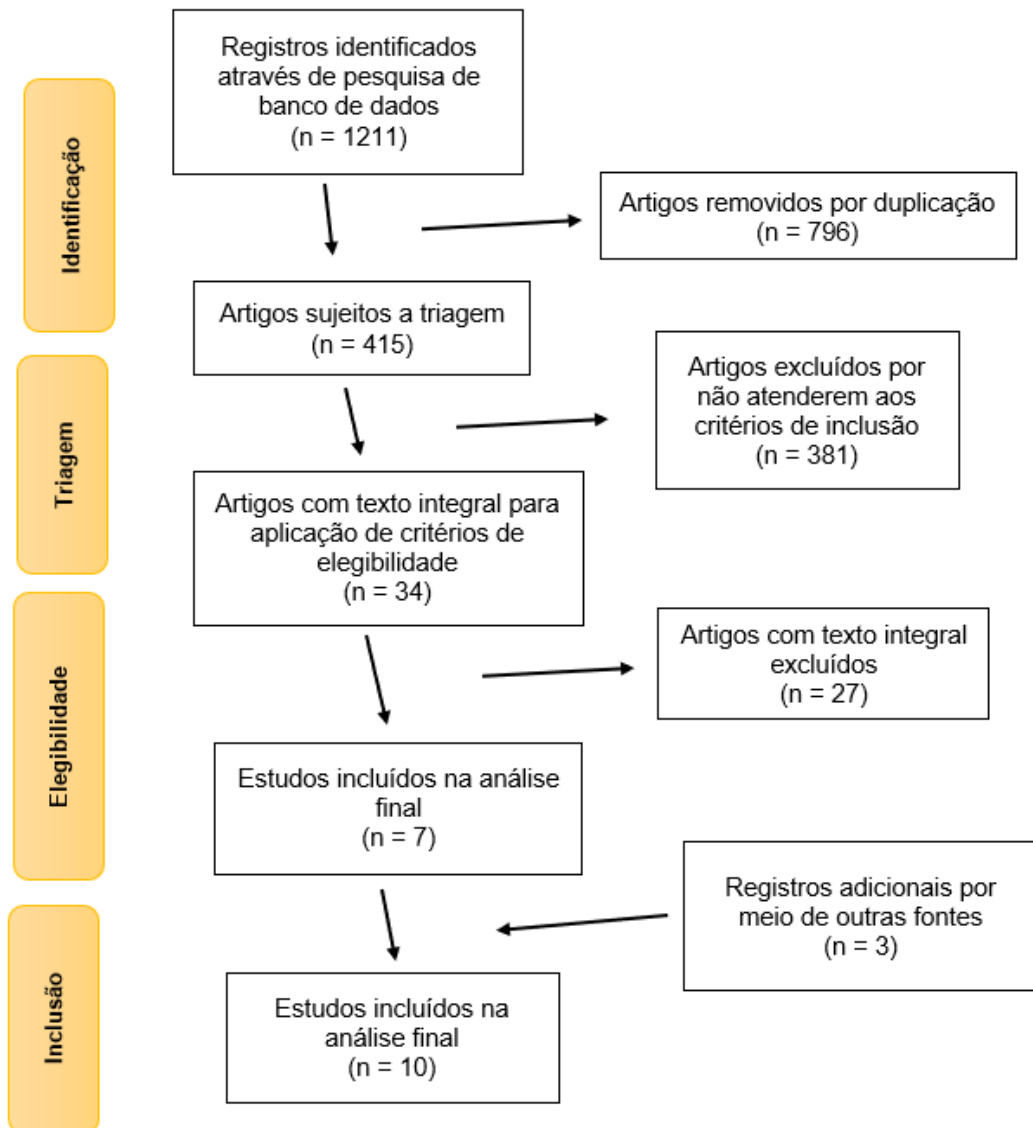 Identificação
Registros identificados
através de pesquisa de
banco de dados
(n = 1211)
Artigos removidos por duplicação
(n = 796)
Artigos sujeitos a triagem
(n = 415)
Triagem
Artigos excluídos por
não atenderem aos
critérios de inclusão
(n = 381)
Artigos com texto integral para
aplicação de critérios de
elegibilidade
(n = 34)
Elegibilidade
Artigos com texto integral
excluídos
(n = 27)
Estudos incluídos na análise
final
(n = 7)
Registros adicionais por
meio de outras fontes
(n = 3)
Inclusão
Estudos incluídos na
análise final
(n = 10)